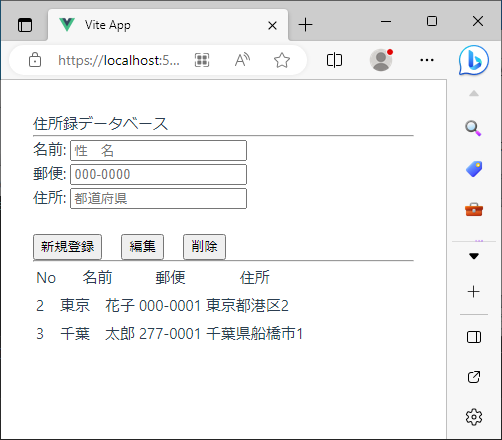 Vite App
https://localhost:5...
住所録データベース
名前: 性　名
郵便: 000-0000
住所: 都道府県
新規登録 編集 削除
No 名前 郵便 住所
2 東京　花子 000-0001 東京都港区2
3 千葉　太郎 277-0001 千葉県船橋市1